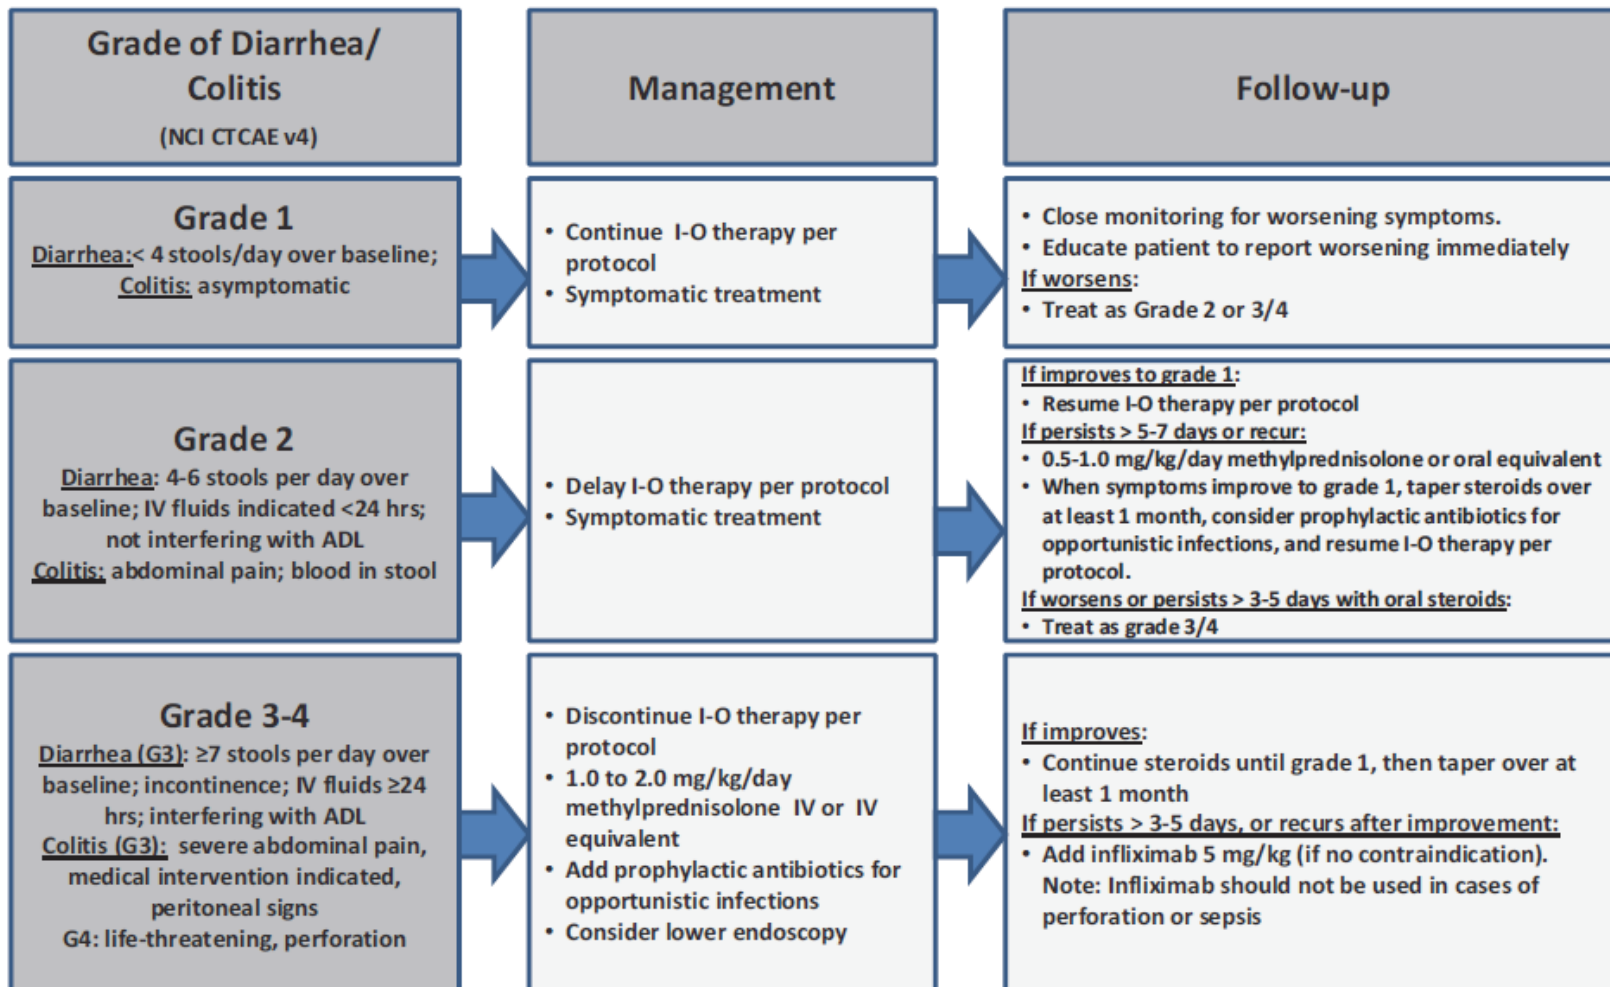 Grade of Diarrhea/
Colitis
(NCI CTCAE v4)
Management
Follow-up
Grade 1
Diarrhea:< 4 stools/day over baseline;
Colitis: asymptomatic
• Continue I-O therapy per
protocol
• Symptomatic treatment
• Close monitoring for worsening symptoms.
• Educate patient to report worsening immediately
If worsens:
• Treat as Grade 2 or 3/4
Grade 2
Diarrhea: 4-6 stools per day over
baseline; IV fluids indicated <24 hrs;
not interfering with ADL
Colitis: abdominal pain; blood in stool
• Delay I-O therapy per protocol
• Symptomatic treatment
If improves to grade 1:
• Resume I-O therapy per protocol
If persists > 5-7 days or recur:
• 0.5-1.0 mg/kg/day methylprednisolone or oral equivalent
• When symptoms improve to grade 1, taper steroids over
at least 1 month, consider prophylactic antibiotics for
opportunistic infections, and resume I-O therapy per
protocol.
If worsens or persists > 3-5 days with oral steroids:
• Treat as grade 3/4
Grade 3-4
Diarrhea (G3): ≥7 stools per day over
baseline; incontinence; IV fluids ≥24
hrs; interfering with ADL
Colitis (G3): severe abdominal pain,
medical intervention indicated,
peritoneal signs
G4: life-threatening, perforation
• Discontinue I-O therapy per
protocol
• 1.0 to 2.0 mg/kg/day
methylprednisolone IV or IV
equivalent
• Add prophylactic antibiotics for
opportunistic infections
• Consider lower endoscopy
If improves:
• Continue steroids until grade 1, then taper over at
least 1 month
If persists > 3-5 days, or recurs after improvement:
• Add infliximab 5 mg/kg (if no contraindication).
Note: Infliximab should not be used in cases of
perforation or sepsis